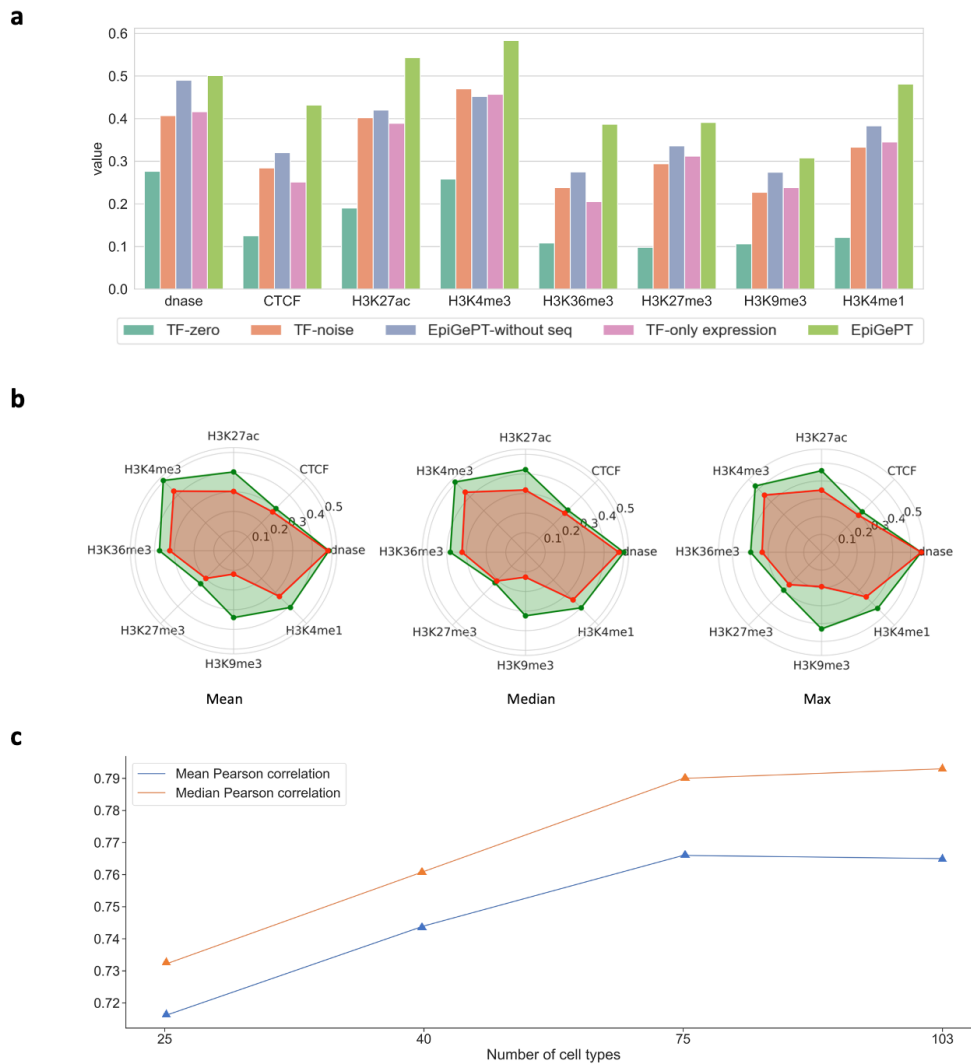 a
0.6
0.5
0.4
0.3
0.2
0.1
0.0
value
dnase CTCF H3K27ac H3K4me3 H3K36me3 H3K27me3 H3K9me3 H3K4me1
TF-zero TF-noise EpiGePT-without seq TF-only expression EpiGePT
b
H3K27ac
H3K4me3 CTCF
H3K36me3 0.1 0.2 0.3 0.4 0.5 dnase
H3K27me3 H3K4me1
H3K9me3
Mean
H3K27ac
H3K4me3 CTCF
H3K36me3 0.1 0.2 0.3 0.4 0.5 dnase
H3K27me3 H3K4me1
H3K9me3
Median
H3K27ac
H3K4me3 CTCF
H3K36me3 0.1 0.2 0.3 0.4 0.5 dnase
H3K27me3 H3K4me1
H3K9me3
Max
c
Mean Pearson correlation
Median Pearson correlation
0.79
0.78
0.77
0.76
0.75
0.74
0.73
0.72
25 40 75 103
Number of cell types